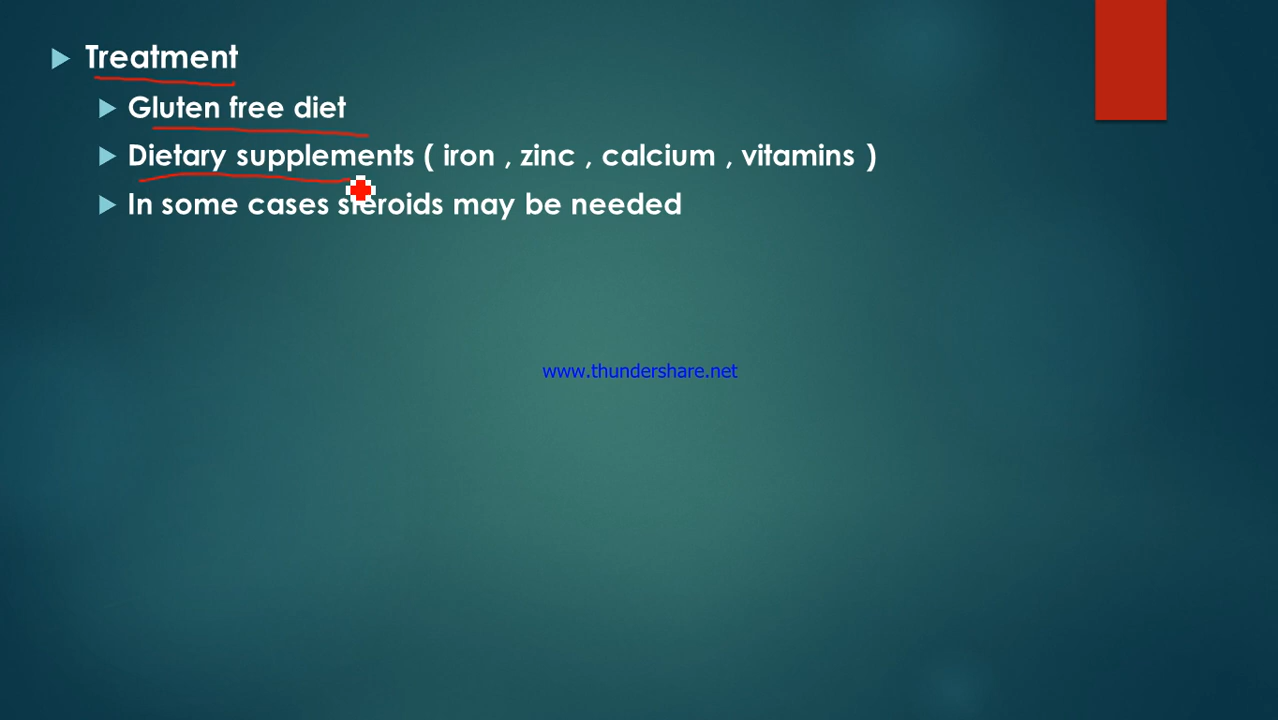 Treatment
Gluten free diet
Dietary supplements ( iron , zinc , calcium , vitamins )
In some cases steroids may be needed
www.thundershare.net